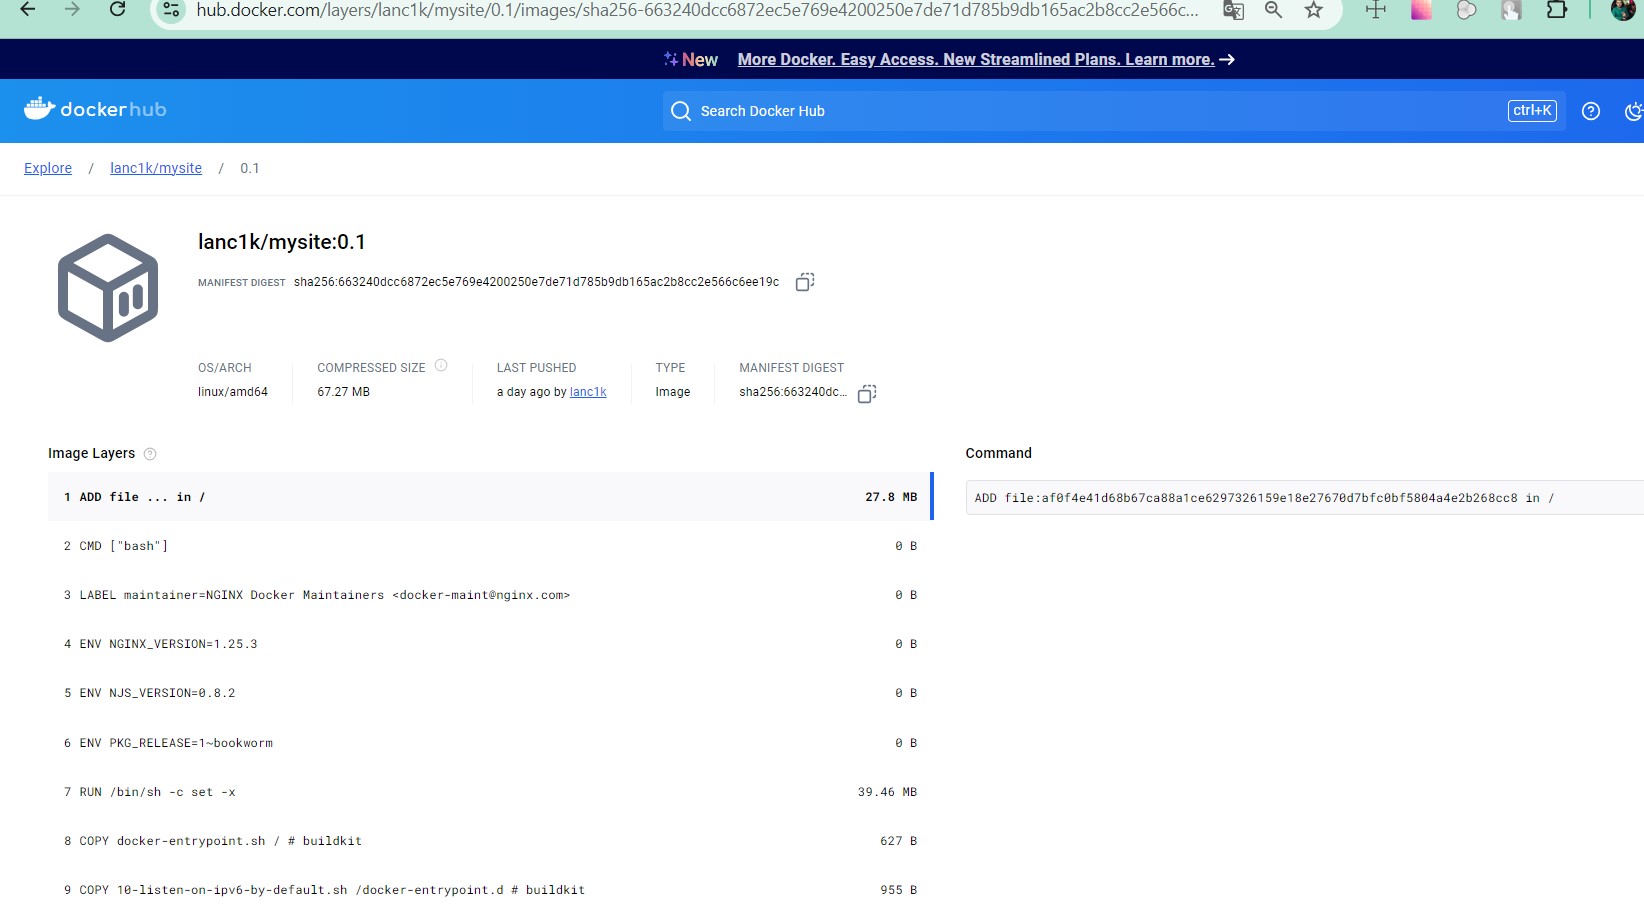 hub.docker.com/layers/lanc1k/mysite/0.1/images/sha256-663240dcc6872ec5e769e4200250e7de71d785b9db165ac2b8cc2e566c...
New More Docker. Easy Access. New Streamlined Plans. Learn more. →
dockerhub
Search Docker Hub
ctrl+K
Explore / lanc1k/mysite / 0.1
lanc1k/mysite:0.1
MANIFEST DIGEST sha256:663240dcc6872ec5e769e4200250e7de71d785b9db165ac2b8cc2e566c6ee19c
OS/ARCH COMPRESSED SIZE LAST PUSHED TYPE MANIFEST DIGEST
linux/amd64 67.27 MB a day ago by lanc1k Image sha256:663240dc...
Image Layers
Command
1 ADD file ... in / 27.8 MB
ADD file:af0f4e41d68b67ca88a1ce6297326159e18e27670d7bfc0bf5804a4e2b268cc8 in /
2 CMD ["bash"] 0 B
3 LABEL maintainer=NGINX Docker Maintainers <docker-maint@nginx.com> 0 B
4 ENV NGINX_VERSION=1.25.3 0 B
5 ENV NJS_VERSION=0.8.2 0 B
6 ENV PKG_RELEASE=1~bookworm 0 B
7 RUN /bin/sh -c set -x 39.46 MB
8 COPY docker-entrypoint.sh / # buildkit 627 B
9 COPY 10-listen-on-ipv6-by-default.sh /docker-entrypoint.d # buildkit 955 B